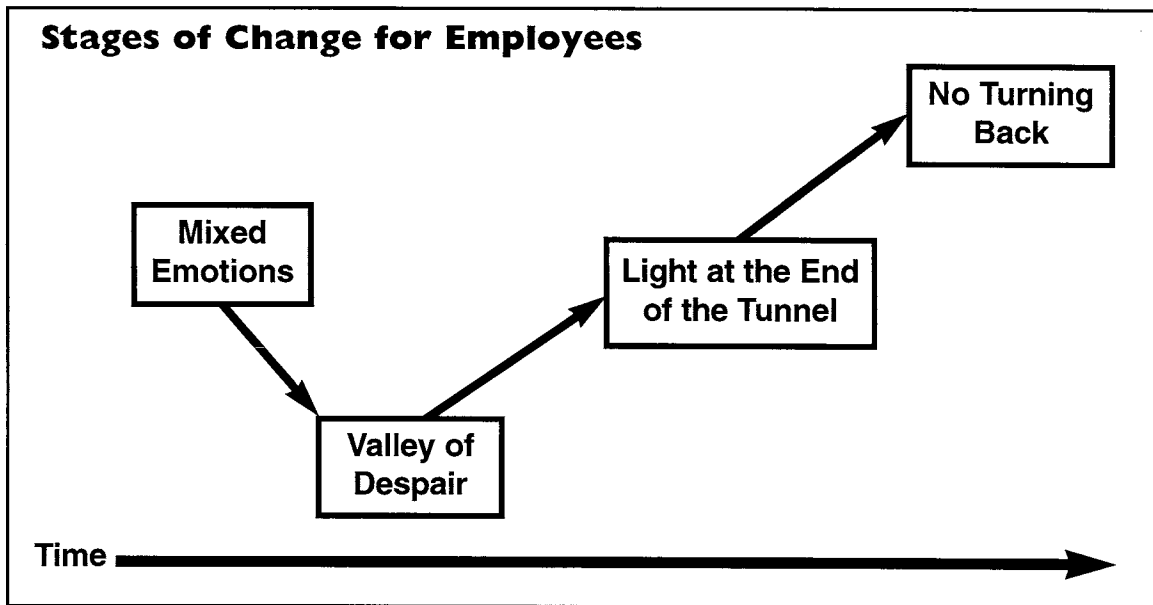 Stages of Change for Employees
Mixed
Emotions
Valley of
Despair
Light at the End
of the Tunnel
No Turning
Back
Time